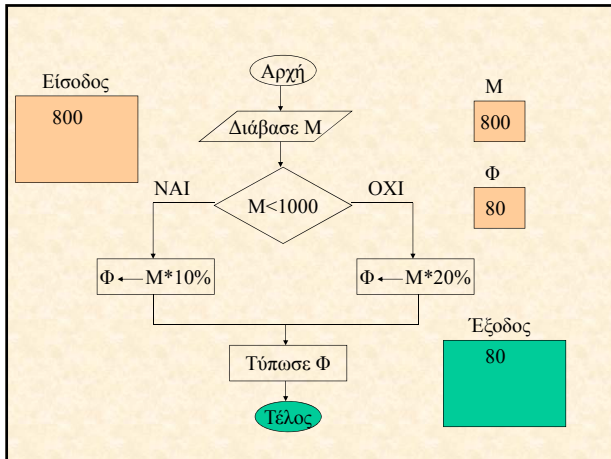 Είσοδος
800
Αρχή
Διάβασε Μ
Μ
800
Φ
80
ΝΑΙ
Μ<1000
ΟΧΙ
Φ ← Μ*10%
Φ ← Μ*20%
Τύπωσε Φ
Τέλος
Έξοδος
80